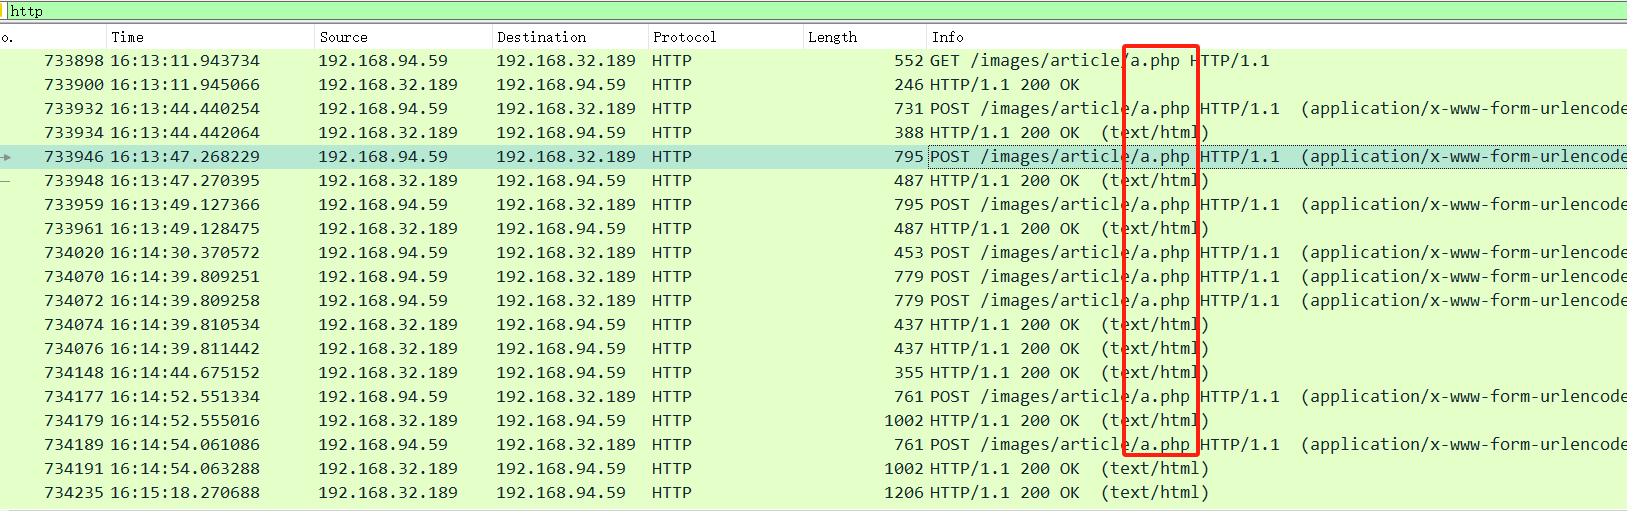 http
o. Time Source Destination Protocol Length Info
733898 16:13:11.943734 192.168.94.59 192.168.32.189 HTTP 552 GET /images/article/a.php HTTP/1.1
733900 16:13:11.945066 192.168.32.189 192.168.94.59 HTTP 246 HTTP/1.1 200 OK
733932 16:13:44.440254 192.168.94.59 192.168.32.189 HTTP 731 POST /images/article/a.php HTTP/1.1 (application/x-www-form-urlencode
733934 16:13:44.442064 192.168.32.189 192.168.94.59 HTTP 388 HTTP/1.1 200 OK (text/html)
733946 16:13:47.268229 192.168.94.59 192.168.32.189 HTTP 795 POST /images/article/a.php HTTP/1.1 (application/x-www-form-urlencode
733948 16:13:47.270395 192.168.32.189 192.168.94.59 HTTP 487 HTTP/1.1 200 OK (text/html)
733959 16:13:49.127366 192.168.94.59 192.168.32.189 HTTP 795 POST /images/article/a.php HTTP/1.1 (application/x-www-form-urlencode
733961 16:13:49.128475 192.168.32.189 192.168.94.59 HTTP 487 HTTP/1.1 200 OK (text/html)
734020 16:14:30.370572 192.168.94.59 192.168.32.189 HTTP 453 POST /images/article/a.php HTTP/1.1 (application/x-www-form-urlencode
734070 16:14:39.809251 192.168.94.59 192.168.32.189 HTTP 779 POST /images/article/a.php HTTP/1.1 (application/x-www-form-urlencode
734072 16:14:39.809258 192.168.94.59 192.168.32.189 HTTP 779 POST /images/article/a.php HTTP/1.1 (application/x-www-form-urlencode
734074 16:14:39.810534 192.168.32.189 192.168.94.59 HTTP 437 HTTP/1.1 200 OK (text/html)
734076 16:14:39.811442 192.168.32.189 192.168.94.59 HTTP 437 HTTP/1.1 200 OK (text/html)
734148 16:14:44.675152 192.168.32.189 192.168.94.59 HTTP 355 HTTP/1.1 200 OK (text/html)
734177 16:14:52.551334 192.168.94.59 192.168.32.189 HTTP 761 POST /images/article/a.php HTTP/1.1 (application/x-www-form-urlencode
734179 16:14:52.555016 192.168.32.189 192.168.94.59 HTTP 1002 HTTP/1.1 200 OK (text/html)
734189 16:14:54.061086 192.168.94.59 192.168.32.189 HTTP 761 POST /images/article/a.php HTTP/1.1 (application/x-www-form-urlencode
734191 16:14:54.063288 192.168.32.189 192.168.94.59 HTTP 1002 HTTP/1.1 200 OK (text/html)
734235 16:15:18.270688 192.168.32.189 192.168.94.59 HTTP 1206 HTTP/1.1 200 OK (text/html)